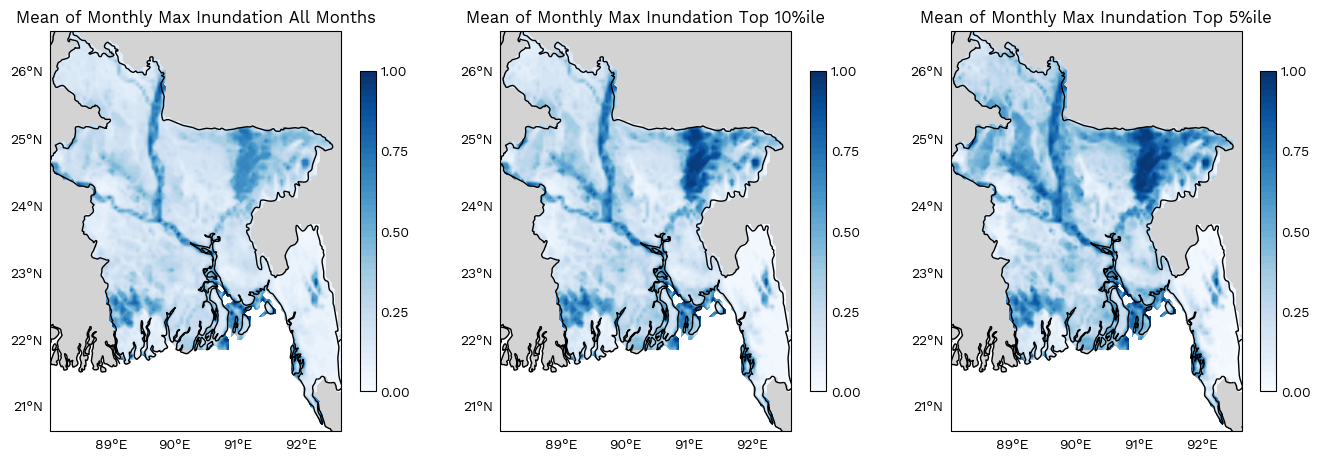 Mean of Monthly Max Inundation All Months
26°N
25°N
24°N
23°N
22°N
21°N
89°E 90°E 91°E 92°E
1.00
0.75
0.50
0.25
0.00
Mean of Monthly Max Inundation Top 10%ile
26°N
25°N
24°N
23°N
22°N
21°N
89°E 90°E 91°E 92°E
1.00
0.75
0.50
0.25
0.00
Mean of Monthly Max Inundation Top 5%ile
26°N
25°N
24°N
23°N
22°N
21°N
89°E 90°E 91°E 92°E
1.00
0.75
0.50
0.25
0.00